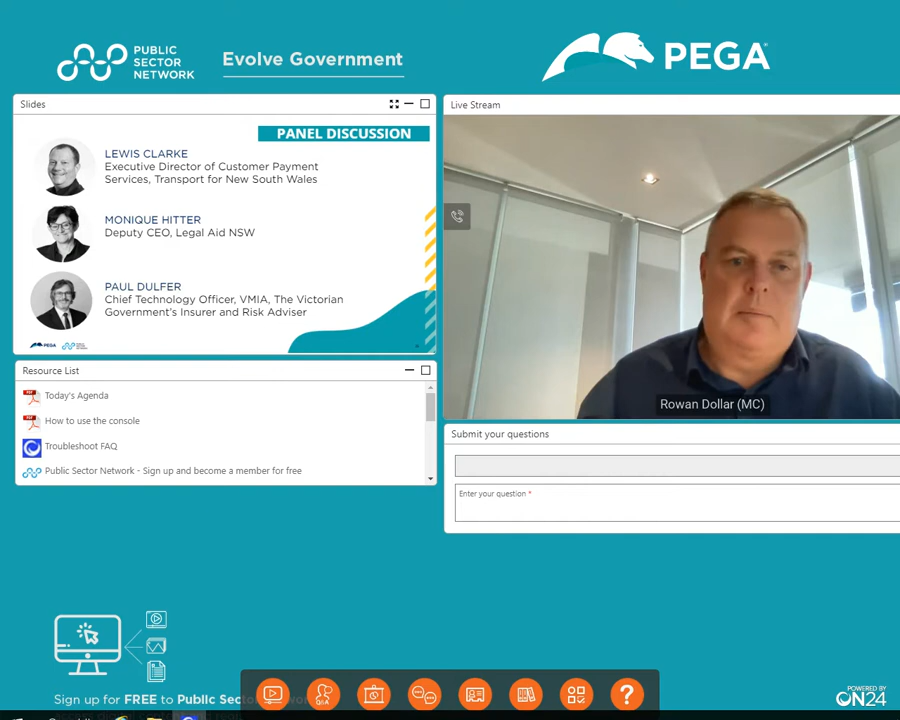 PUBLIC
SECTOR
NETWORK
Evolve Government
PEGA
Slides
PANEL DISCUSSION
LEWIS CLARKE
Executive Director of Customer Payment
Services, Transport for New South Wales
MONIQUE HITTER
Deputy CEO, Legal Aid NSW
PAUL DULFER
Chief Technology Officer, VMIA, The Victorian
Government's Insurer and Risk Adviser
PEGA
Live Stream
Rowan Dollar (MC)
Resource List
Today's Agenda
How to use the console
Troubleshoot FAQ
Public Sector Network - Sign up and become a member for free
Submit your questions
Enter your question *
Sign up for FREE to Public Sec
Q&A
?
POWERED BY
ON24